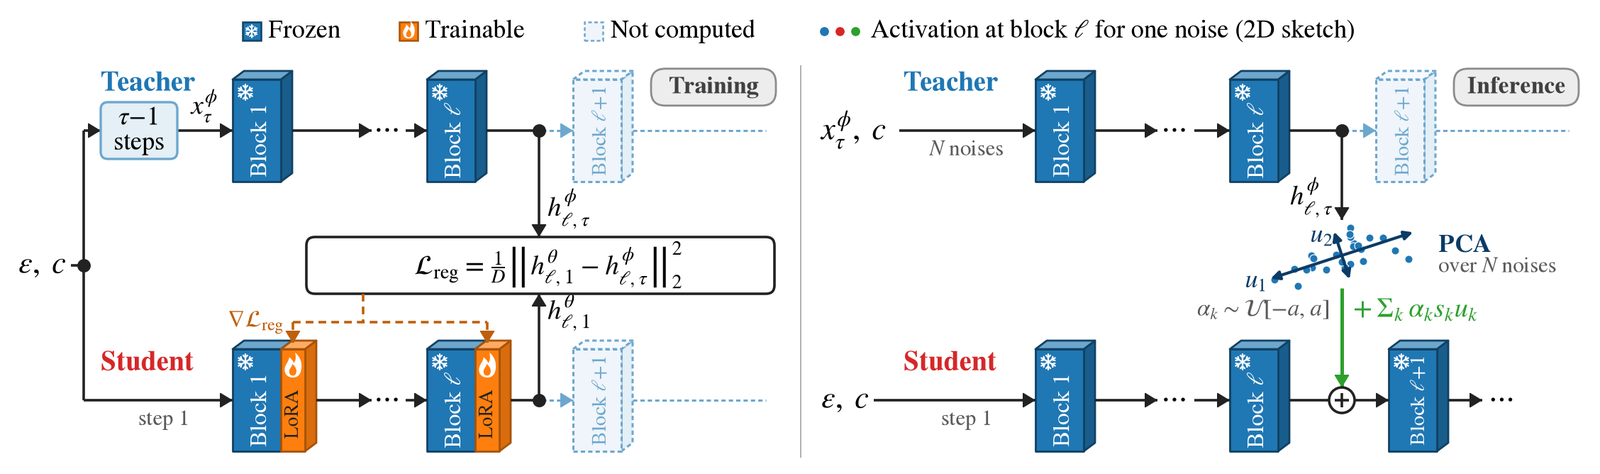 Frozen
Trainable
Not computed
Activation at block ℓ for one noise (2D sketch)
Teacher
Training
τ−1
steps
x_τ^ϕ
Block 1
...
Block ℓ
Block ℓ+1
h_{ℓ, τ}^ϕ
ε, c
ℒ_reg = 1/D ||h_{ℓ, 1}^θ − h_{ℓ, τ}^ϕ||_2^2
∇ℒ_reg
h_{ℓ, 1}^θ
Student
step 1
Block 1
LoRA
...
Block ℓ
LoRA
Block ℓ+1
Teacher
Inference
x_τ^ϕ, c
N noises
Block 1
...
Block ℓ
Block ℓ+1
h_{ℓ, τ}^ϕ
u_2
u_1
PCA
over N noises
α_k ~ 𝒰[−a, a]
+ Σ_k α_k s_k u_k
Student
ε, c
step 1
Block 1
...
Block ℓ
+
Block ℓ+1
...